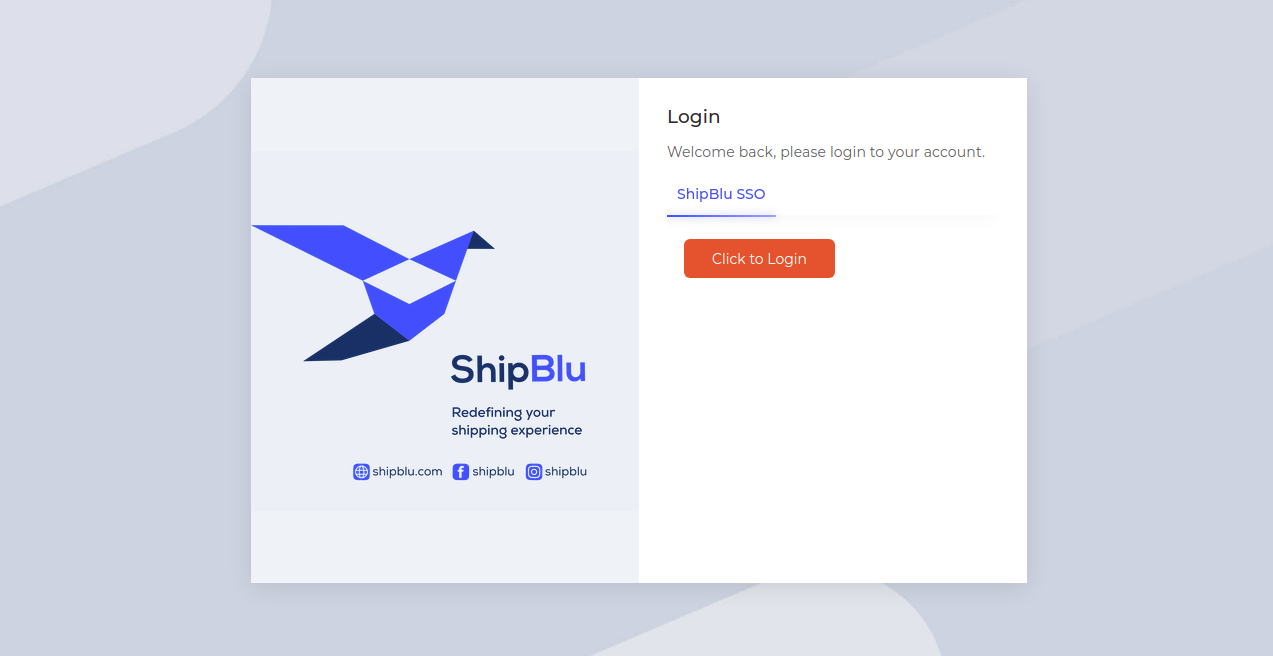 ShipBlu
Redefining your
shipping experience
shipblu.com shipblu shipblu
Login
Welcome back, please login to your account.
ShipBlu SSO
Click to Login